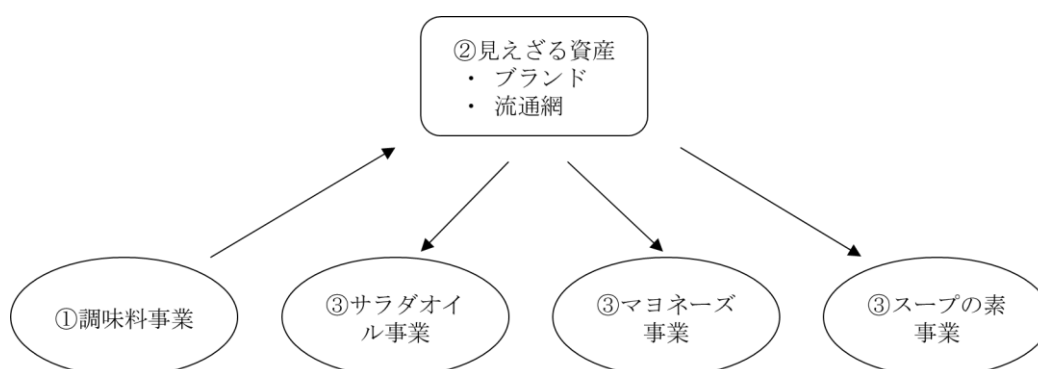 ②見えざる資産
・ ブランド
・ 流通網
①調味料事業
③サラダオイ
ル事業
③マヨネーズ
事業
③スープの素
事業